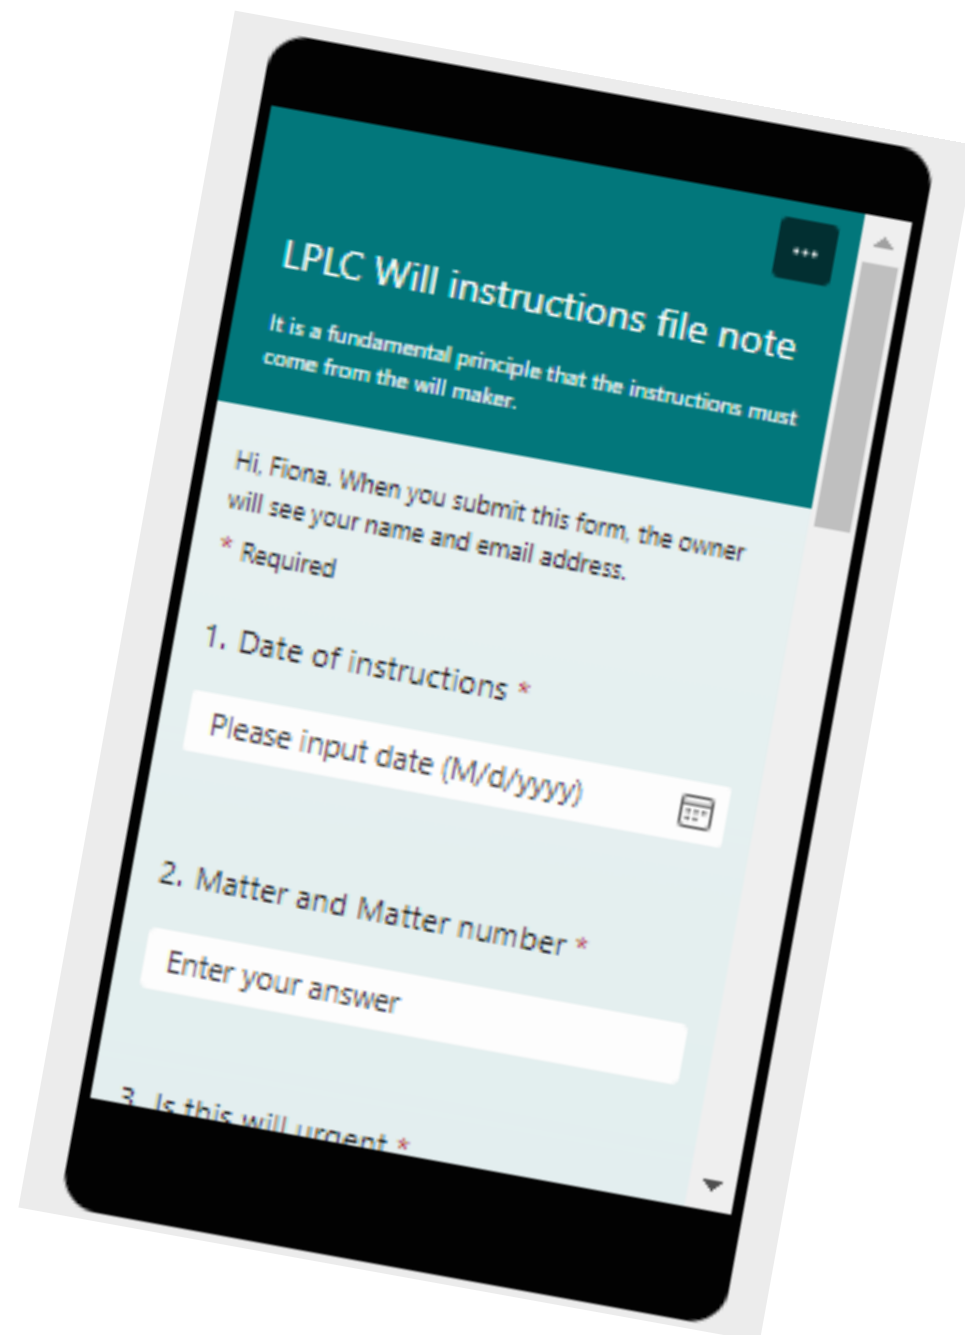 LPLC Will instructions file note
It is a fundamental principle that the instructions must
come from the will maker.
Hi, Fiona. When you submit this form, the owner
will see your name and email address.
* Required
1. Date of instructions *
Please input date (M/d/yyyy)
2. Matter and Matter number *
Enter your answer
3. Is this will urgent *